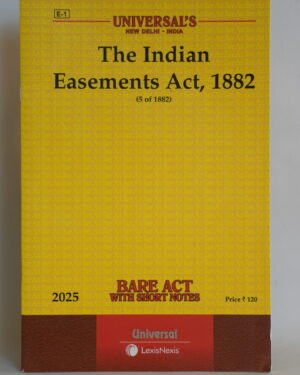 E-1
UNIVERSAL'S
NEW DELHI - INDIA
The Indian
Easements Act, 1882
(5 of 1882)
BARE ACT
WITH SHORT NOTES
2025
Price ₹ 120
Universal
LexisNexis